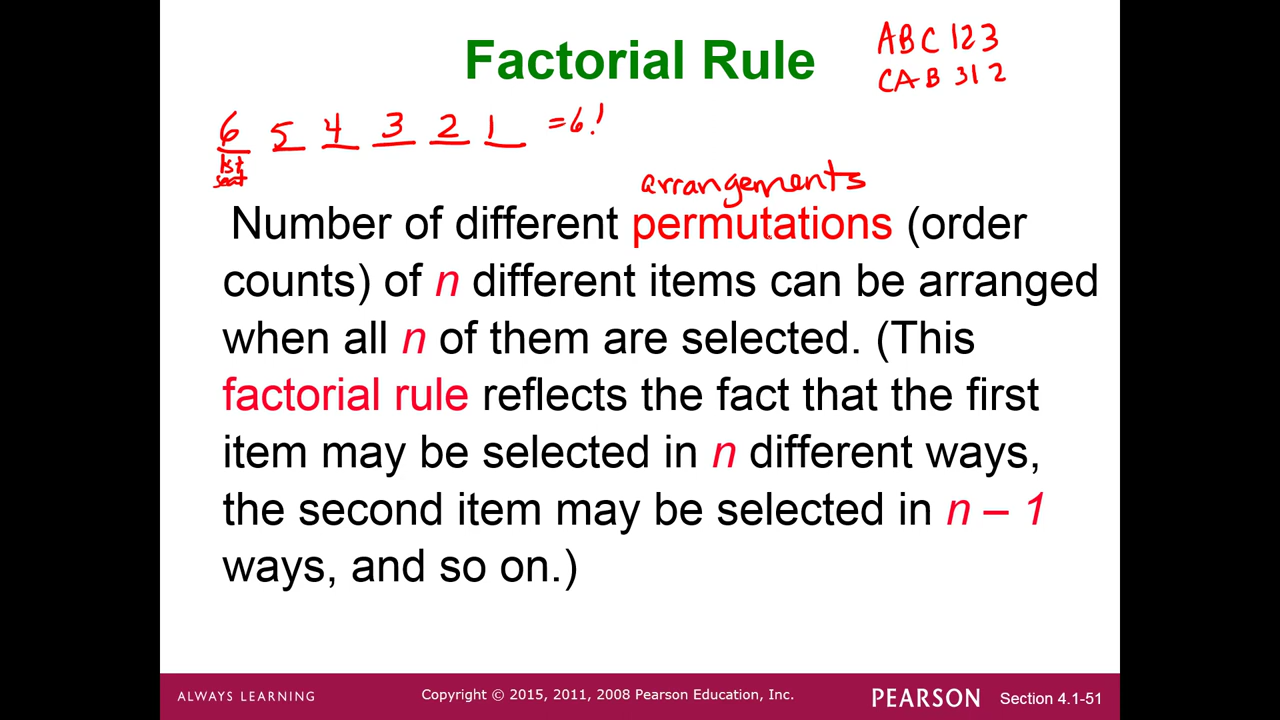 Factorial Rule
ABC 123
CAB 312
6 5 4 3 2 1 = 6!
1st
seat
arrangements
Number of different permutations (order
counts) of n different items can be arranged
when all n of them are selected. (This
factorial rule reflects the fact that the first
item may be selected in n different ways,
the second item may be selected in n – 1
ways, and so on.)
ALWAYS LEARNING
Copyright © 2015, 2011, 2008 Pearson Education, Inc.
PEARSON
Section 4.1-51